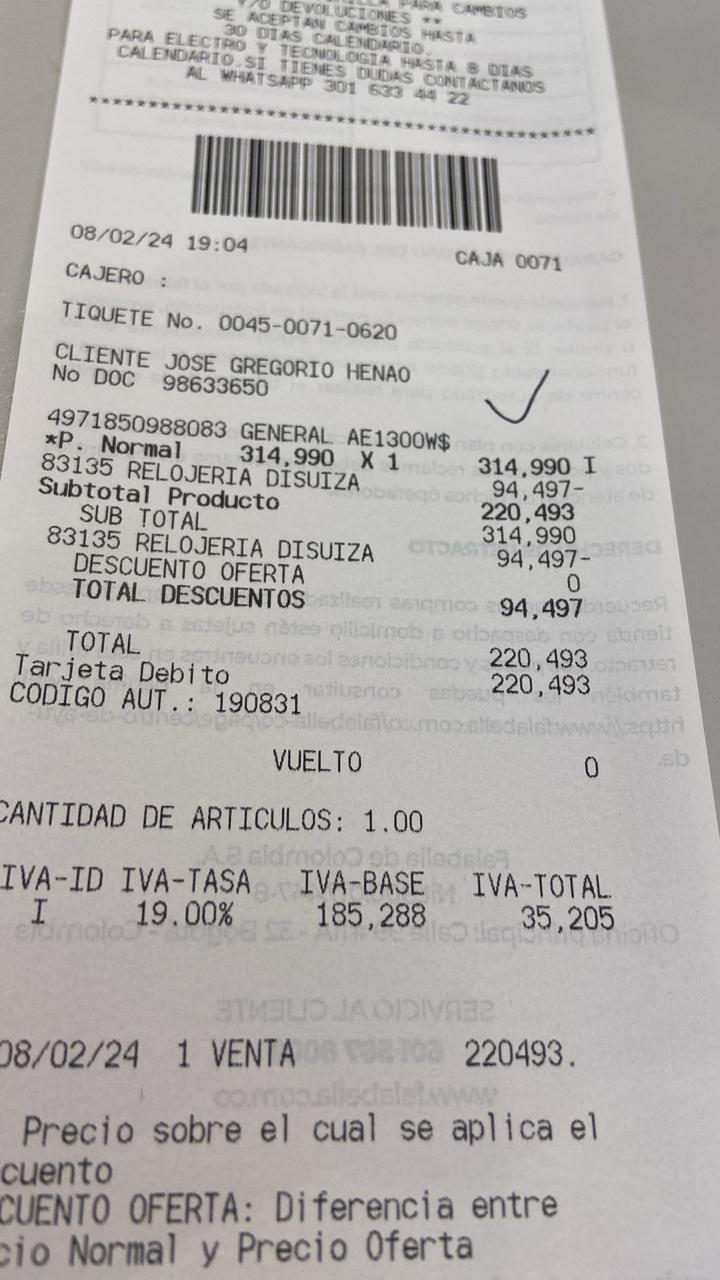 PARA CAMBIOS
Y/O DEVOLUCIONES **
SE ACEPTAN CAMBIOS HASTA
30 DIAS CALENDARIO.
PARA ELECTRO Y TECNOLOGIA HASTA 8 DIAS
CALENDARIO.SI TIENES DUDAS CONTACTANOS
AL WHATSAPP 301 633 44 22
08/02/24 19:04 CAJA 0071
CAJERO :
TIQUETE No. 0045-0071-0620
CLIENTE JOSE GREGORIO HENAO
No DOC 98633650
4971850988083 GENERAL AE1300W$
*P. Normal 314,990 X 1 314,990 I
83135 RELOJERIA DISUIZA 94,497-
Subtotal Producto 220,493
SUB TOTAL 314,990
83135 RELOJERIA DISUIZA 94,497-
DESCUENTO OFERTA 0
TOTAL DESCUENTOS 94,497
TOTAL 220,493
Tarjeta Debito 220,493
CODIGO AUT.: 190831
VUELTO 0
CANTIDAD DE ARTICULOS: 1.00
IVA-ID IVA-TASA IVA-BASE IVA-TOTAL
I 19.00% 185,288 35,205
08/02/24 1 VENTA 220493.
Precio sobre el cual se aplica el
cuento
CUENTO OFERTA: Diferencia entre
cio Normal y Precio Oferta